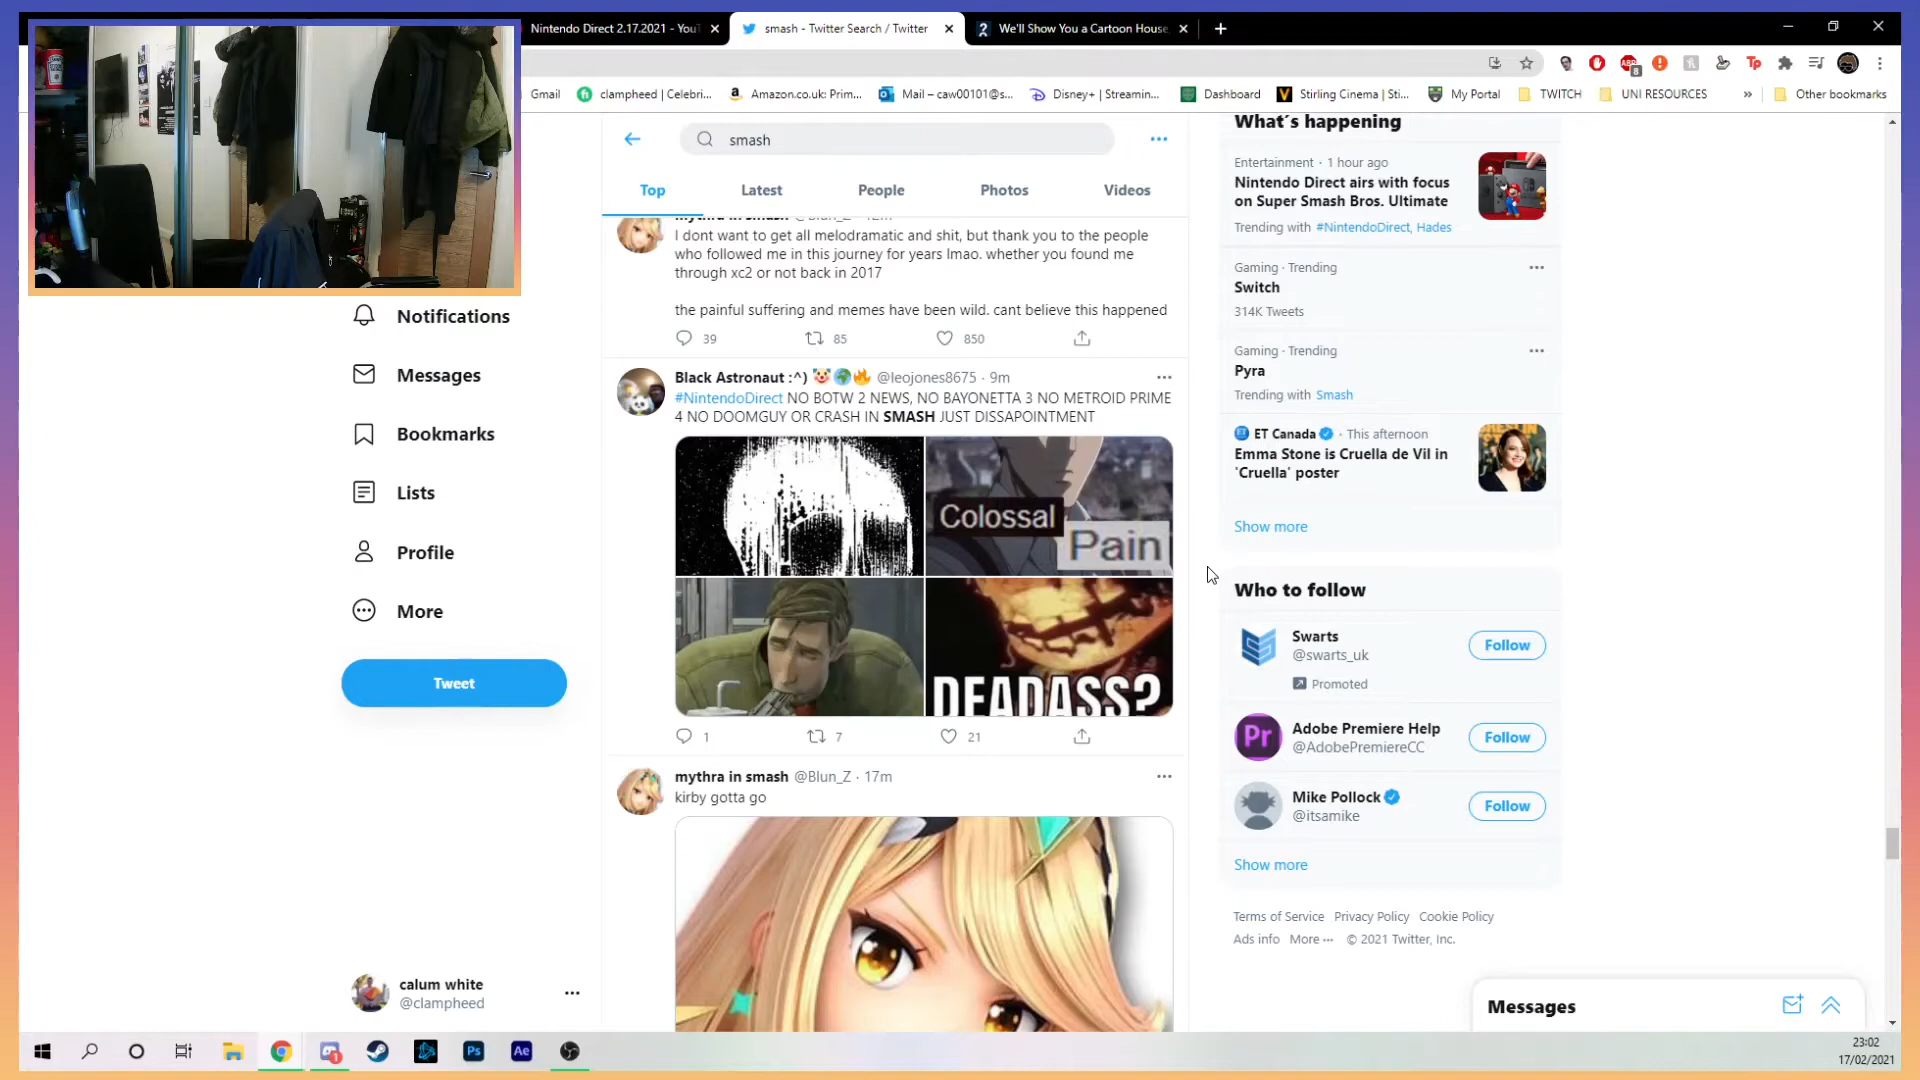 Nintendo Direct 2.17.2021 - YouT
smash - Twitter Search / Twitter
We'll Show You a Cartoon House
Gmail
clampheed | Celebri...
Amazon.co.uk: Prim...
Mail – caw00101@s...
Disney+ | Streamin...
Dashboard
Stirling Cinema | Sti...
My Portal
TWITCH
UNI RESOURCES
Other bookmarks
smash
Top
Latest
People
Photos
Videos
Notifications
Messages
Bookmarks
Lists
Profile
More
Tweet
calum white
@clampheed
mythra in smash @Blun_Z · 12m
I dont want to get all melodramatic and shit, but thank you to the people
who followed me in this journey for years lmao. whether you found me
through xc2 or not back in 2017
the painful suffering and memes have been wild. cant believe this happened
39
85
850
Black Astronaut :^) @leojones8675 · 9m
#NintendoDirect NO BOTW 2 NEWS, NO BAYONETTA 3 NO METROID PRIME
4 NO DOOMGUY OR CRASH IN SMASH JUST DISSAPOINTMENT
Colossal
Pain
DEADASS?
1
7
21
mythra in smash @Blun_Z · 17m
kirby gotta go
What's happening
Entertainment · 1 hour ago
Nintendo Direct airs with focus
on Super Smash Bros. Ultimate
Trending with #NintendoDirect, Hades
Gaming · Trending
Switch
314K Tweets
Gaming · Trending
Pyra
Trending with Smash
ET Canada · This afternoon
Emma Stone is Cruella de Vil in
'Cruella' poster
Show more
Who to follow
Swarts
@swarts_uk
Promoted
Follow
Pr
Adobe Premiere Help
@AdobePremiereCC
Follow
Mike Pollock
@itsamike
Follow
Show more
Terms of Service Privacy Policy Cookie Policy
Ads info More ··· © 2021 Twitter, Inc.
Messages
Ps
Ae
23:02
17/02/2021